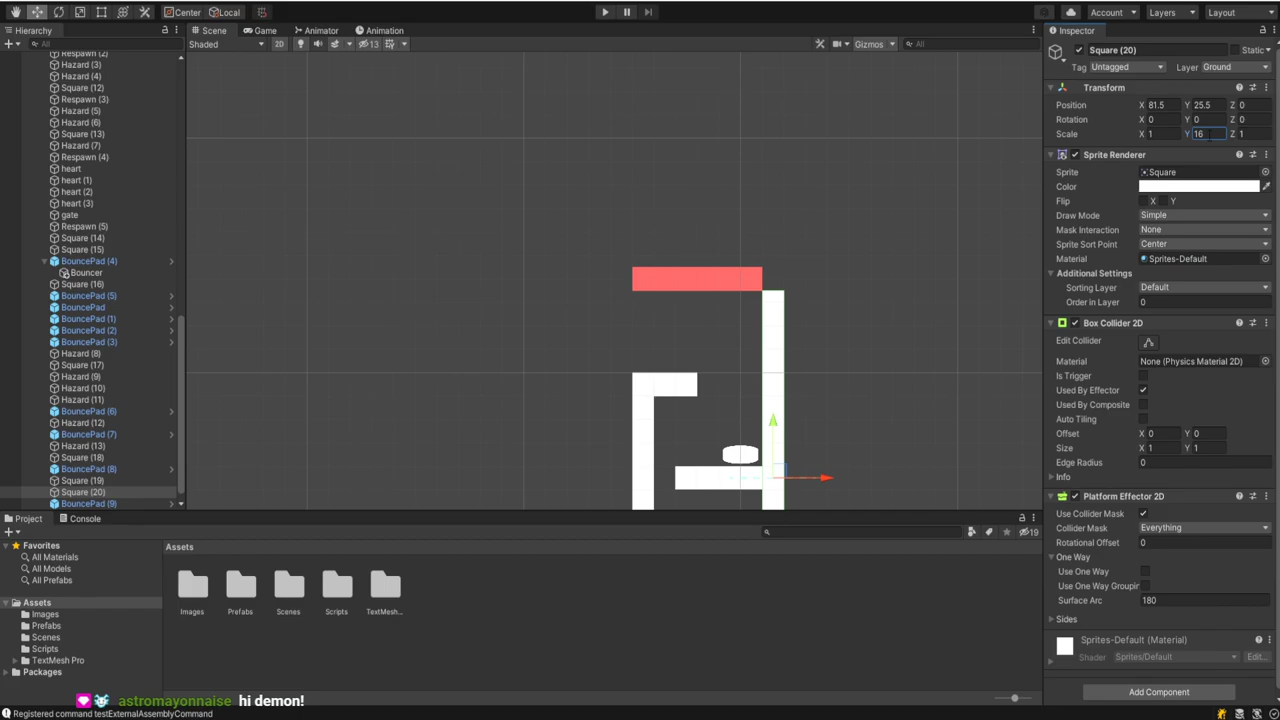 Center
Local
Account
Layers
Layout
Hierarchy
All
Respawn (2)
Hazard (3)
Hazard (4)
Square (12)
Respawn (3)
Hazard (5)
Hazard (6)
Square (13)
Hazard (7)
Respawn (4)
heart
heart (1)
heart (2)
heart (3)
gate
Respawn (5)
Square (14)
Square (15)
BouncePad (4)
Bouncer
Square (16)
BouncePad (5)
BouncePad
BouncePad (1)
BouncePad (2)
BouncePad (3)
Hazard (8)
Square (17)
Hazard (9)
Hazard (10)
Hazard (11)
BouncePad (6)
Hazard (12)
BouncePad (7)
Hazard (13)
Square (18)
BouncePad (8)
Square (19)
Square (20)
BouncePad (9)
Scene
Game
Animator
Animation
Shaded
2D
13
Gizmos
All
Inspector
Square (20)
Static
Tag Untagged Layer Ground
Transform
Position X 81.5 Y 25.5 Z 0
Rotation X 0 Y 0 Z 0
Scale X 1 Y 16 Z 1
Sprite Renderer
Sprite Square
Color
Flip X Y
Draw Mode Simple
Mask Interaction None
Sprite Sort Point Center
Material Sprites-Default
Additional Settings
Sorting Layer Default
Order in Layer 0
Box Collider 2D
Edit Collider
Material None (Physics Material 2D)
Is Trigger
Used By Effector
Used By Composite
Auto Tiling
Offset X 0 Y 0
Size X 1 Y 1
Edge Radius 0
Info
Platform Effector 2D
Use Collider Mask
Collider Mask Everything
Rotational Offset 0
One Way
Use One Way
Use One Way Groupin
Surface Arc 180
Sides
Sprites-Default (Material)
Shader Sprites/Default Edit...
Add Component
Project
Console
19
Favorites
All Materials
All Models
All Prefabs
Assets
Images
Prefabs
Scenes
Scripts
TextMesh Pro
Packages
Assets
Images
Prefabs
Scenes
Scripts
TextMesh...
astromayonnaise hi demon!
Registered command testExternalAssemblyCommand